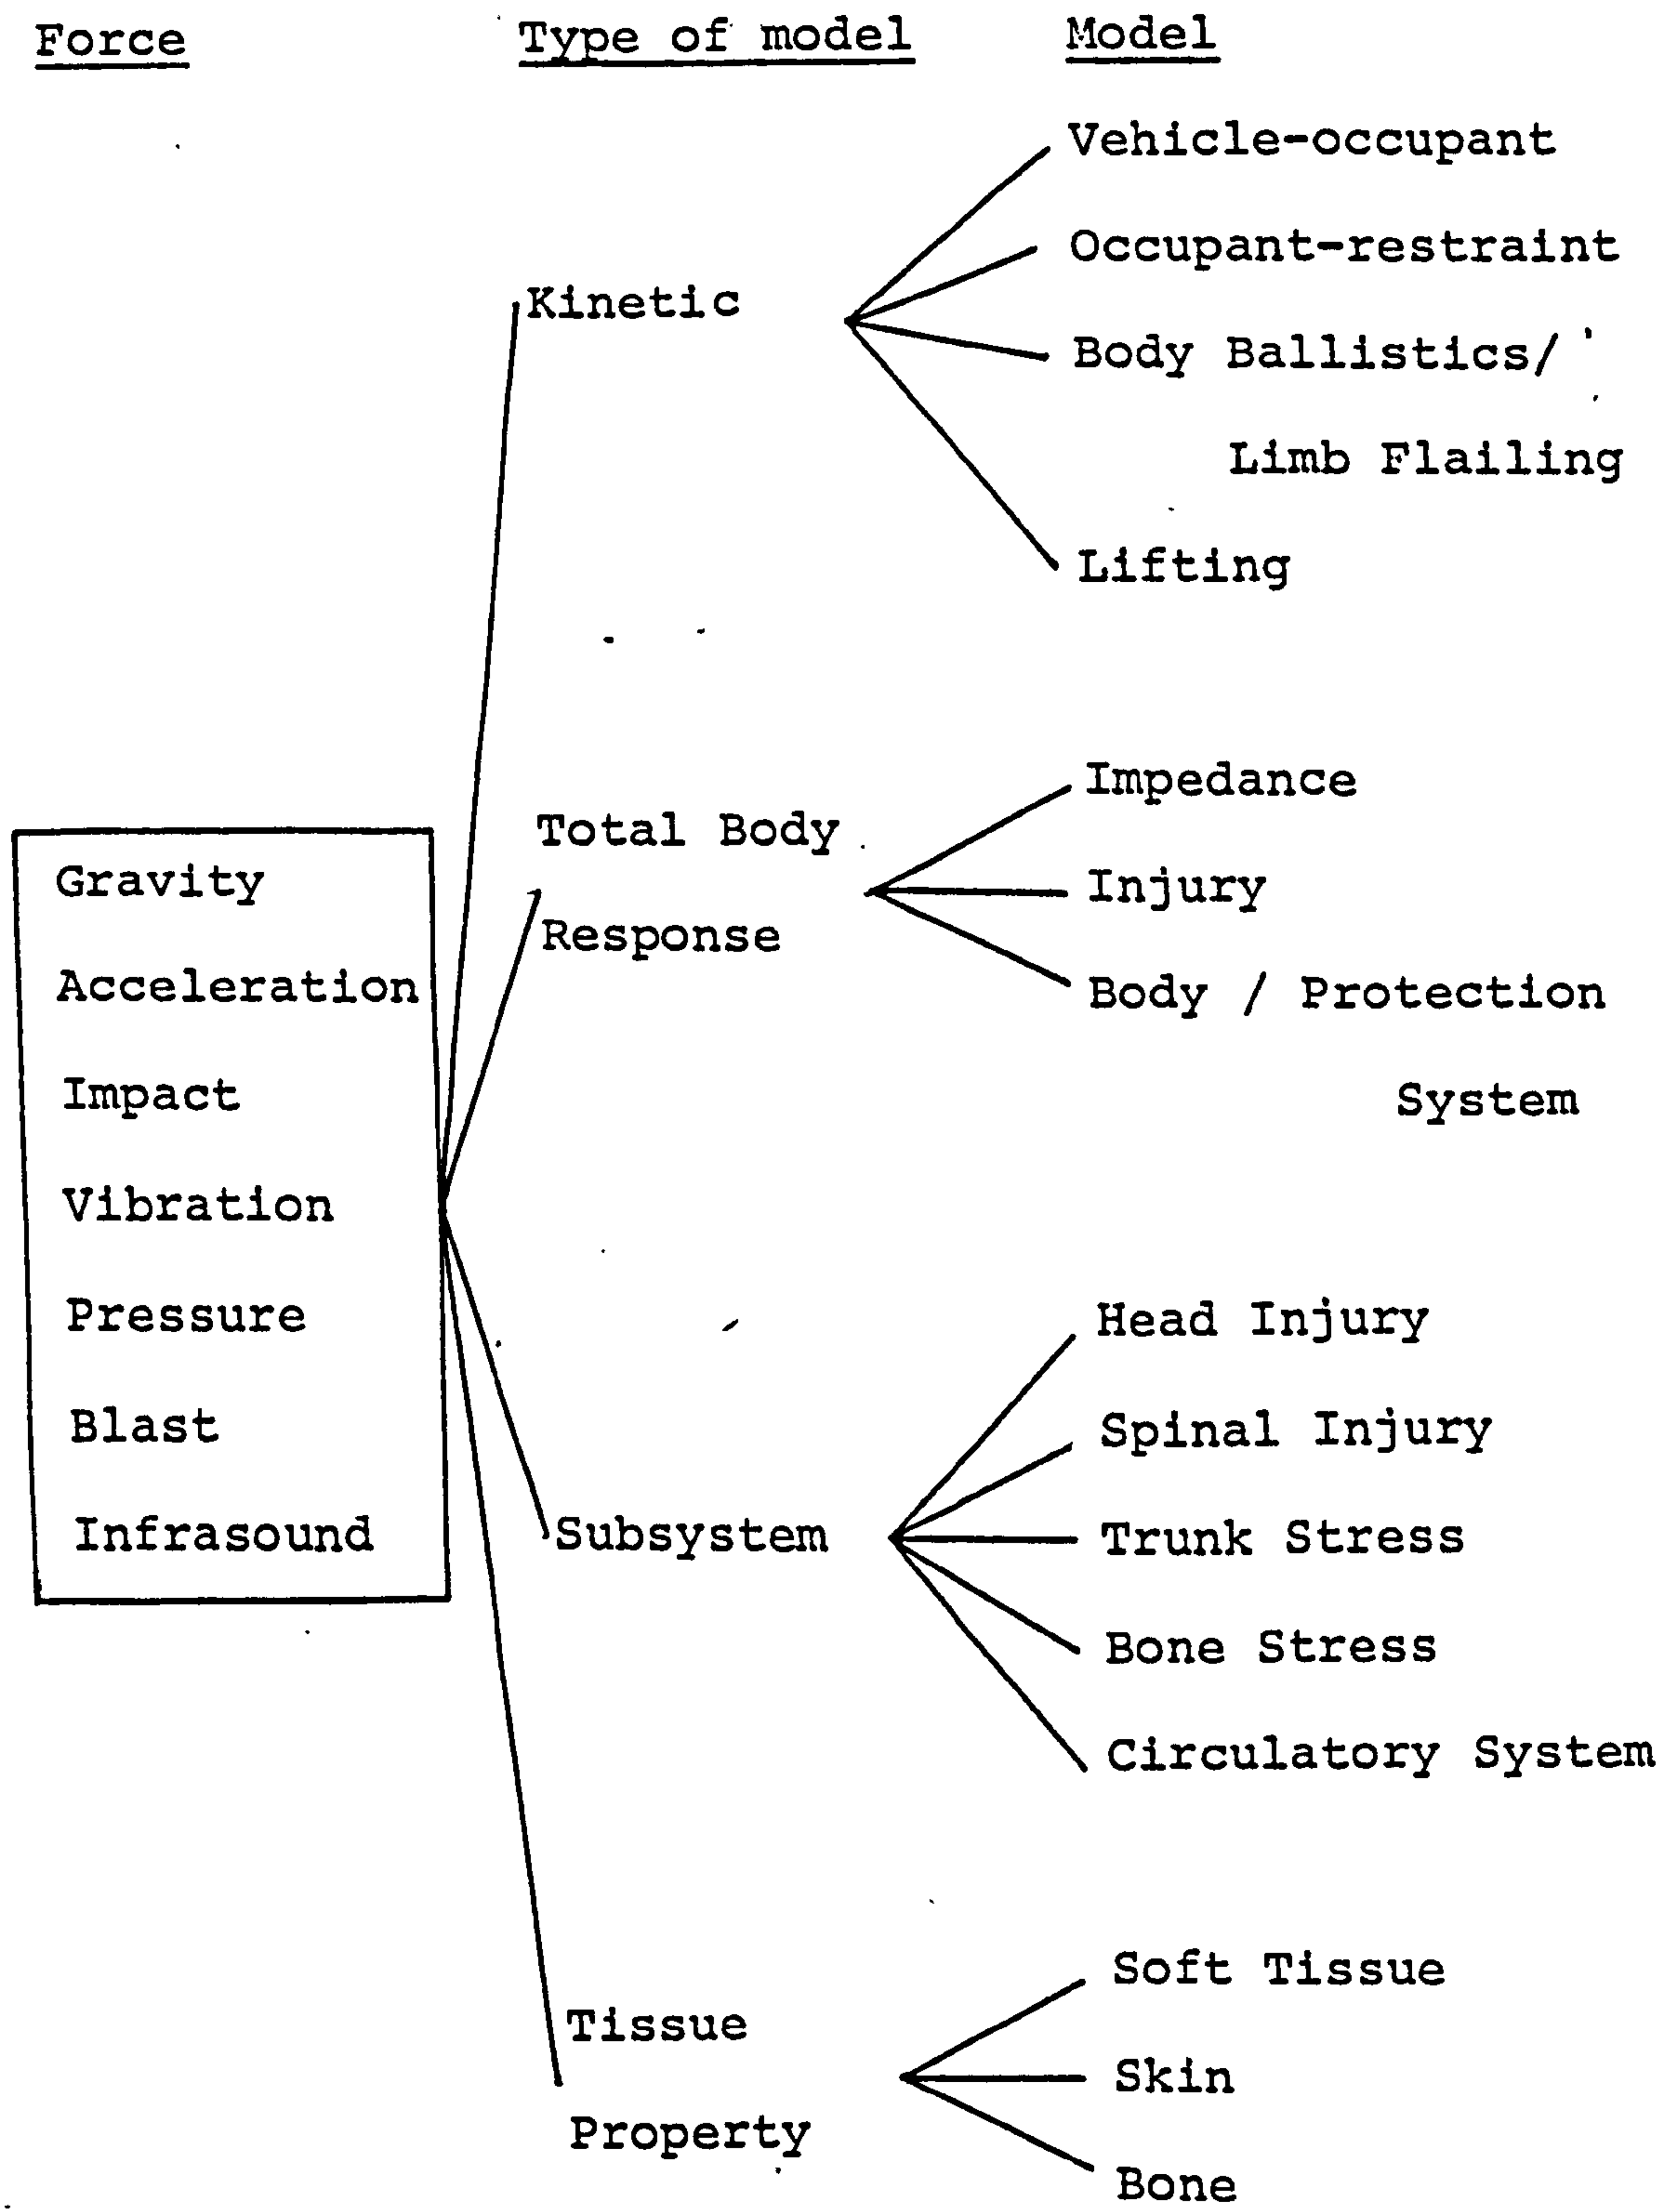 Force Type of model Model
Vehicle-occupant
Occupant-restraint
Kinetic
Body Ballistics/
Limb Flailing
Lifting
Impedance
Total Body
Gravity
Injury
Response
Acceleration
Body / Protection
Impact
System
Vibration
Pressure
Head Injury
Blast
Spinal Injury
Infrasound
Subsystem
Trunk Stress
Bone Stress
Circulatory System
Soft Tissue
Tissue
Skin
Property
Bone